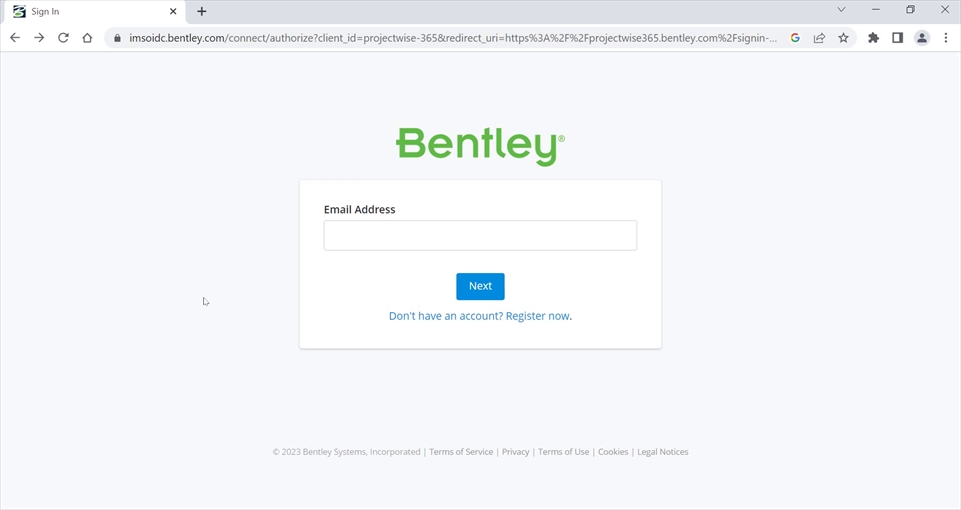 Sign In
imsoidc.bentley.com/connect/authorize?client_id=projectwise-365&redirect_uri=https%3A%2F%2Fprojectwise365.bentley.com%2Fsignin-...
Bentley®
Email Address
Next
Don't have an account? Register now.
© 2023 Bentley Systems, Incorporated | Terms of Service | Privacy | Terms of Use | Cookies | Legal Notices